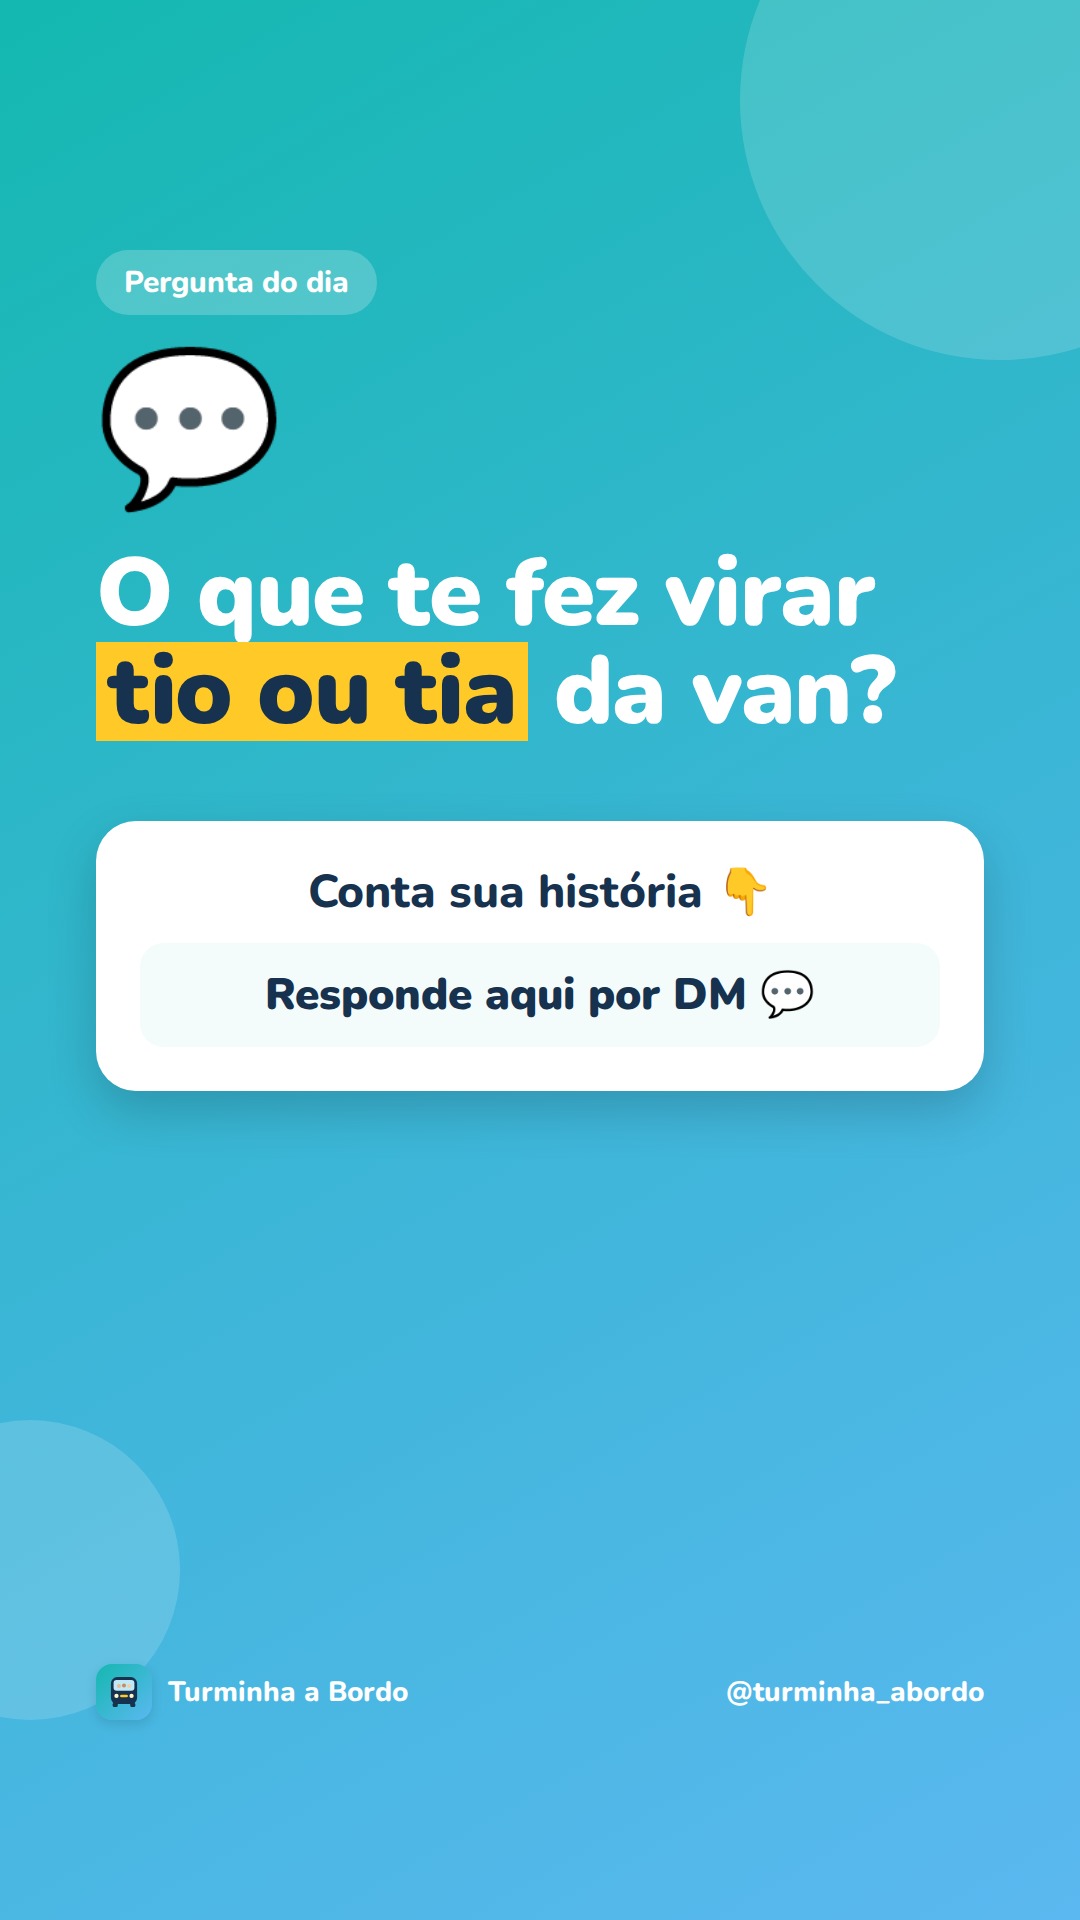 Pergunta do dia
O que te fez virar
tio ou tia da van?
Conta sua história 👇
Responde aqui por DM 💬
Turminha a Bordo
@turminha_abordo